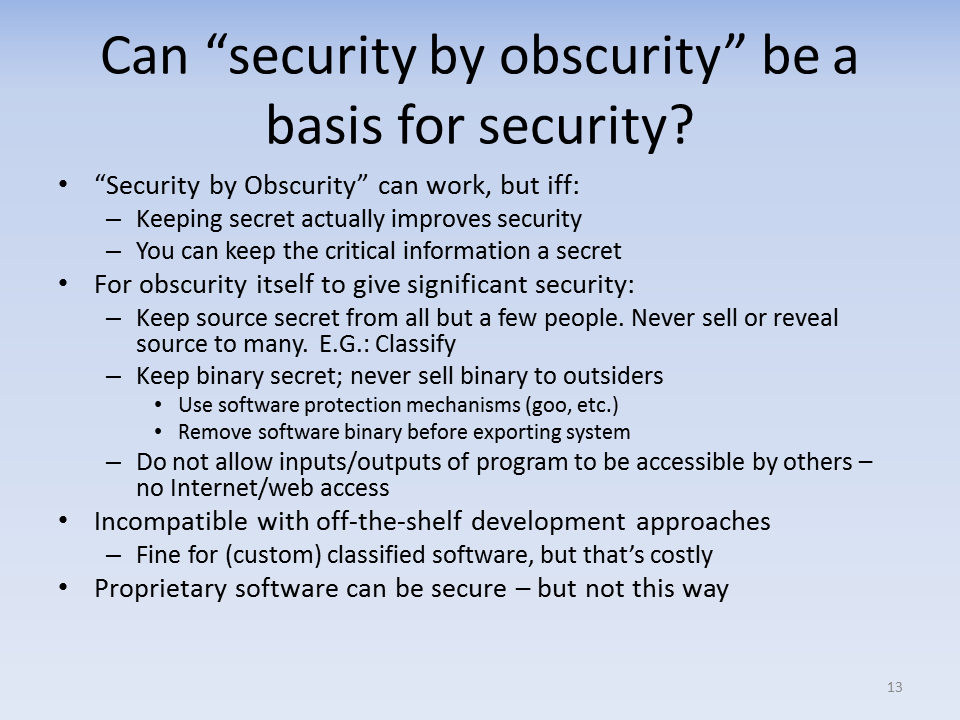 Can “security by obscurity” be a
basis for security?
• “Security by Obscurity” can work, but iff:
– Keeping secret actually improves security
– You can keep the critical information a secret
• For obscurity itself to give significant security:
– Keep source secret from all but a few people. Never sell or reveal
source to many. E.G.: Classify
– Keep binary secret; never sell binary to outsiders
• Use software protection mechanisms (goo, etc.)
• Remove software binary before exporting system
– Do not allow inputs/outputs of program to be accessible by others –
no Internet/web access
• Incompatible with off-the-shelf development approaches
– Fine for (custom) classified software, but that’s costly
• Proprietary software can be secure – but not this way
13